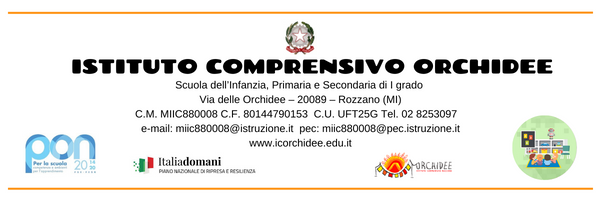 ISTITUTO COMPRENSIVO ORCHIDEE
Scuola dell'Infanzia, Primaria e Secondaria di I grado
Via delle Orchidee – 20089 – Rozzano (MI)
C.M. MIIC880008 C.F. 80144790153 C.U. UFT25G Tel. 02 8253097
e-mail: miic880008@istruzione.it pec: miic880008@pec.istruzione.it
www.icorchidee.edu.it
pon
Per la scuola
2014
2020
Italiadomani
PIANO NAZIONALE DI RIPRESA E RESILIENZA
ORCHIDEE